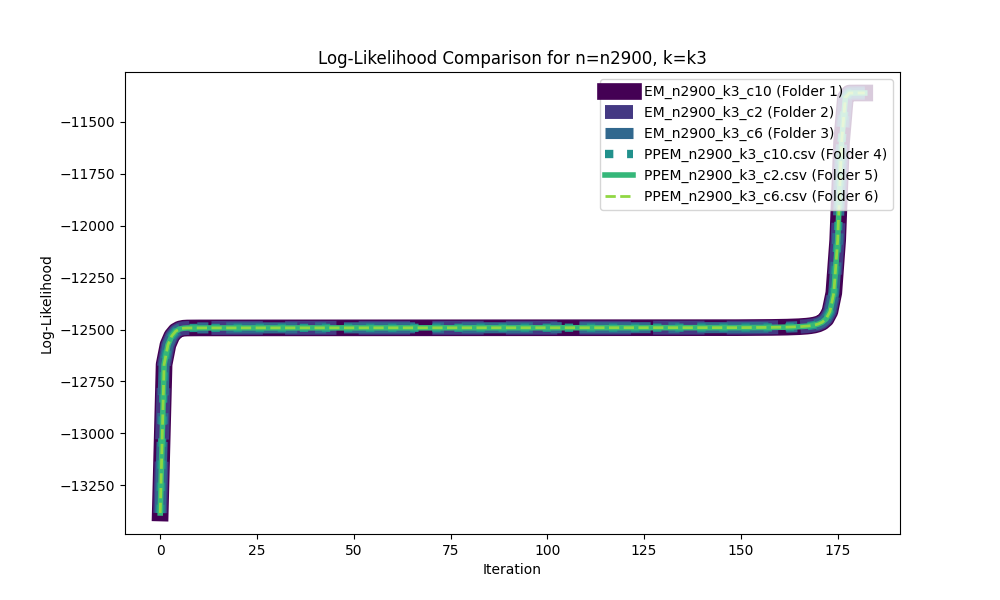 Log-Likelihood Comparison for n=n2900, k=k3
EM_n2900_k3_c10 (Folder 1)
EM_n2900_k3_c2 (Folder 2)
EM_n2900_k3_c6 (Folder 3)
PPEM_n2900_k3_c10.csv (Folder 4)
PPEM_n2900_k3_c2.csv (Folder 5)
PPEM_n2900_k3_c6.csv (Folder 6)
Log-Likelihood
−11500
−11750
−12000
−12250
−12500
−12750
−13000
−13250
0 25 50 75 100 125 150 175
Iteration